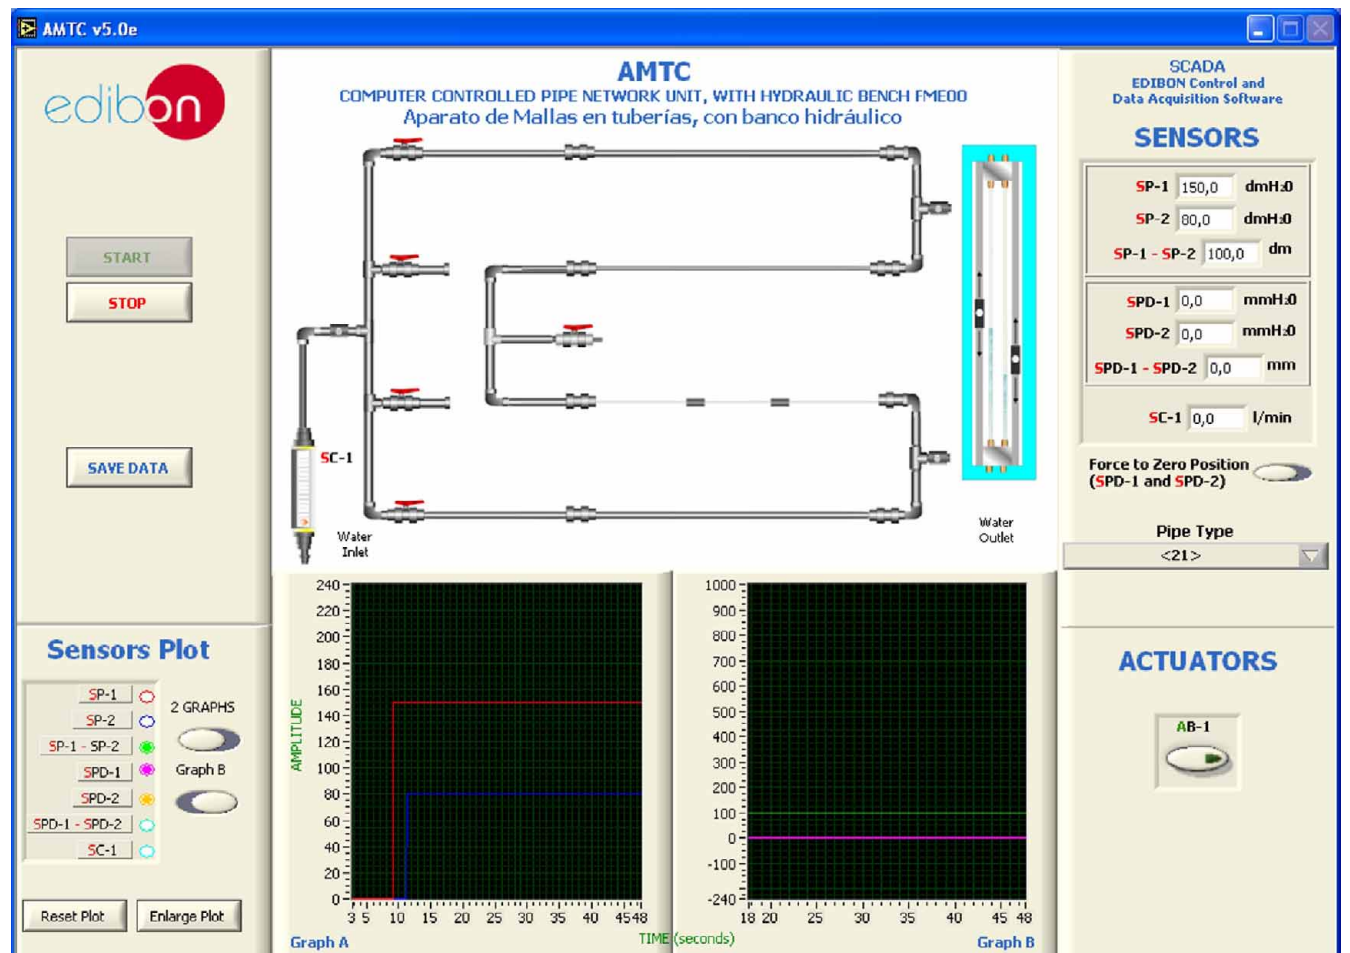 AMTC v5.0e
edibon
START
STOP
SAVE DATA
AMTC
COMPUTER CONTROLLED PIPE NETWORK UNIT, WITH HYDRAULIC BENCH FME00
Aparato de Mallas en tuberías, con banco hidráulico
SC-1
Water
Inlet
Water
Outlet
SCADA
EDIBON Control and
Data Acquisition Software
SENSORS
SP-1 150,0 dmH20
SP-2 80,0 dmH20
SP-1 - SP-2 100,0 dm
SPD-1 0,0 mmH20
SPD-2 0,0 mmH20
SPD-1 - SPD-2 0,0 mm
SC-1 0,0 l/min
Force to Zero Position
(SPD-1 and SPD-2)
Pipe Type
<21>
Sensors Plot
SP-1
SP-2
SP-1 - SP-2
SPD-1
SPD-2
SPD-1 - SPD-2
SC-1
2 GRAPHS
Graph B
Reset Plot
Enlarge Plot
AMPLITUDE
240
220
200
180
160
140
120
100
80
60
40
20
0
3 5 10 15 20 25 30 35 40 45 48
Graph A
TIME (seconds)
1000
900
800
700
600
500
400
300
200
100
0
-100
-240
18 20 25 30 35 40 45 48
Graph B
ACTUATORS
AB-1